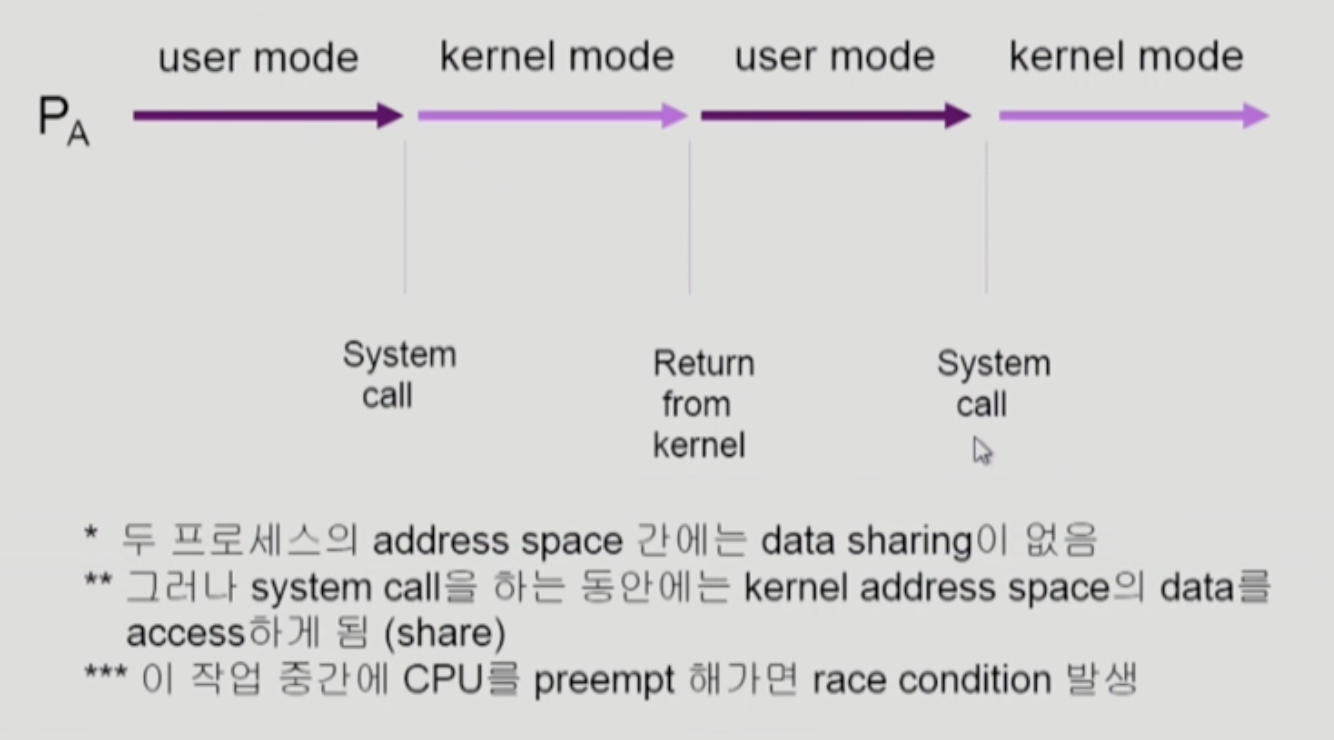 user mode kernel mode user mode kernel mode
PA
System call
Return from kernel
System call
* 두 프로세스의 address space 간에는 data sharing이 없음
** 그러나 system call을 하는 동안에는 kernel address space의 data를
access하게 됨 (share)
*** 이 작업 중간에 CPU를 preempt 해가면 race condition 발생